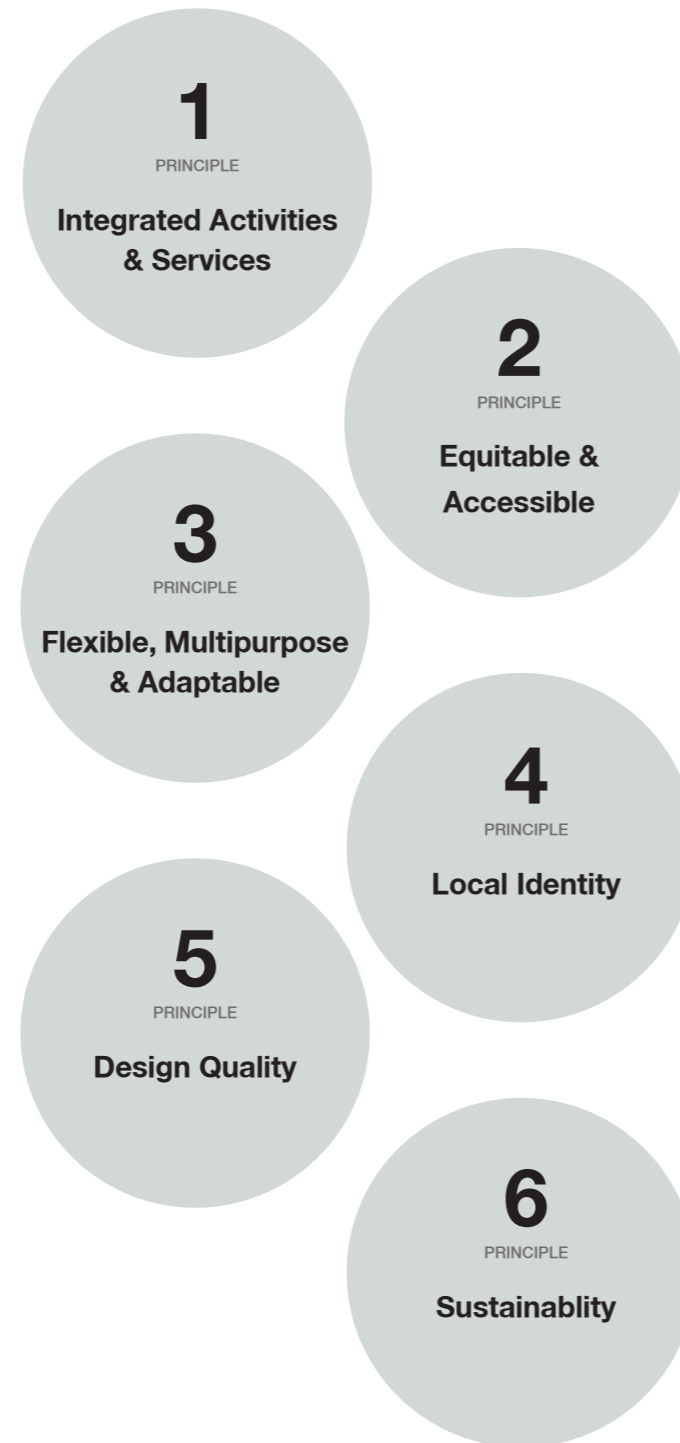 1
PRINCIPLE
Integrated Activities
& Services
2
PRINCIPLE
Equitable &
Accessible
3
PRINCIPLE
Flexible, Multipurpose
& Adaptable
4
PRINCIPLE
Local Identity
5
PRINCIPLE
Design Quality
6
PRINCIPLE
Sustainablity